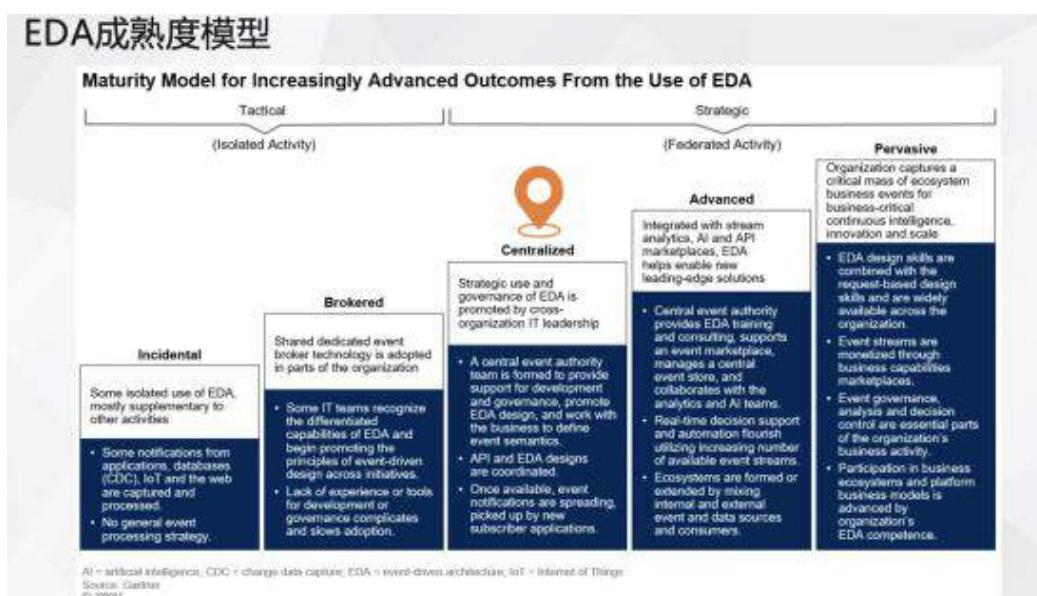 EDA成熟度模型
Maturity Model for Increasingly Advanced Outcomes From the Use of EDA
Tactical
(Isolated Activity)
Strategic
(Federated Activity)
Incidental
Some isolated use of EDA,
mostly supplementary to
other activities
• Some notifications from
applications, databases
(CDC), IoT and the web
are captured and
processed.
• No general event
processing strategy.
Brokered
Shared dedicated event
broker technology is adopted
in parts of the organization
• Some IT teams recognize
the differentiated
capabilities of EDA and
begin promoting the
principles of event-driven
design across initiatives.
• Lack of experience or tools
for development or
governance complicates
and slows adoption.
Centralized
Strategic use and
governance of EDA is
promoted by cross-
organization IT leadership
• A central event authority
team is formed to provide
support for development
and governance, promote
EDA design, and work with
the business to define
event semantics.
• API and EDA designs
are coordinated.
• Once available, event
notifications are spreading,
picked up by new
subscriber applications.
Advanced
Integrated with stream
analytics, AI and API
marketplaces, EDA
helps enable new
leading-edge solutions
• Central event authority
provides EDA training
and consulting, supports
an event marketplace,
manages a central
event store, and
collaborates with the
analytics and AI teams.
• Real-time decision support
and automation flourish
utilizing increasing number
of available event streams.
• Ecosystems are formed or
extended by mixing
internal and external
event and data sources
and consumers.
Pervasive
Organization captures a
critical mass of ecosystem
business events for
business-critical
continuous intelligence,
innovation and scale
• EDA design skills are
combined with the
request-based design
skills and are widely
available across the
organization.
• Event streams are
monetized through
business capabilities
marketplaces.
• Event governance,
analysis and decision
control are essential parts
of the organization's
business activity.
• Participation in business
ecosystems and platform
business models is
advanced by
organization's
EDA competence.
AI = artificial intelligence; CDC = change data capture; EDA = event-driven architecture; IoT = Internet of Things
Source: Gartner